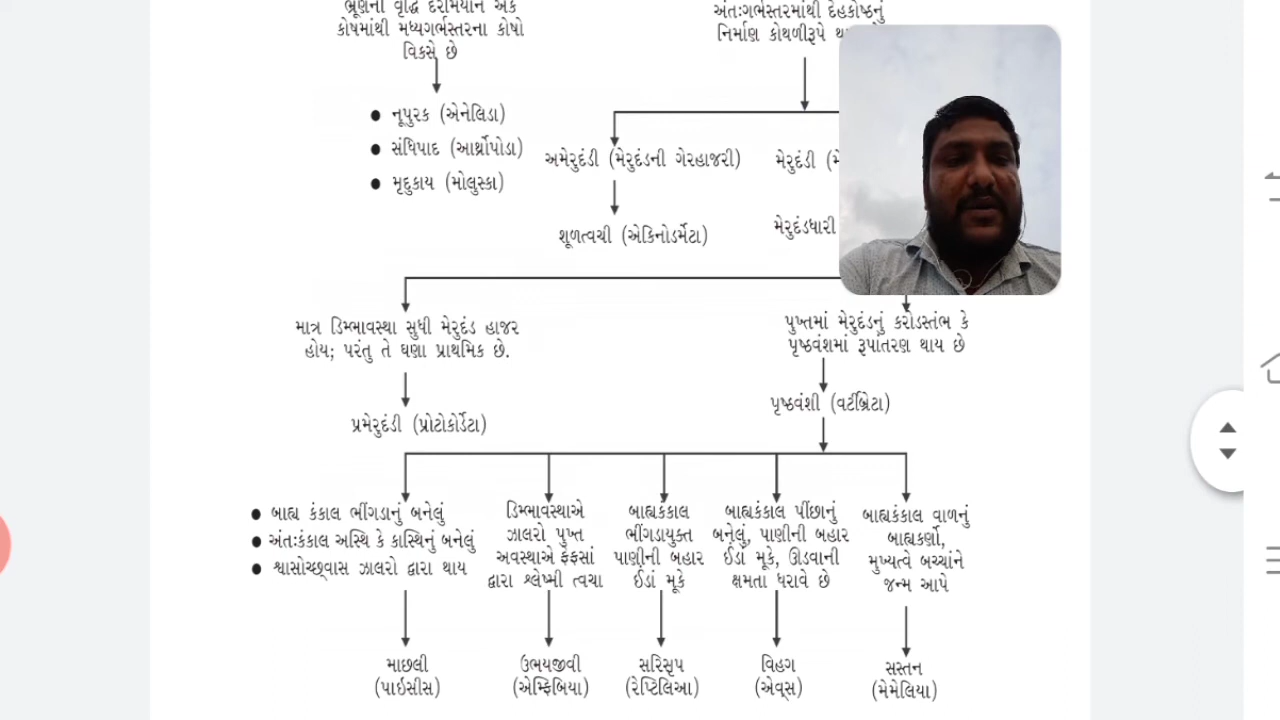 ભ્રૂણની વૃદ્ધિ દરમિયાન એક
કોષમાંથી મધ્યગર્ભસ્તરના કોષો
વિકસે છે
અંતઃગર્ભસ્તરમાંથી દેહકોષ્ઠનું
નિર્માણ કોથળીરૂપે
● નૂપુરક (એનેલિડા)
● સંધિપાદ (આર્થ્રોપોડા)
● મૃદુકાય (મોલુસ્કા)
અમેરુદંડી (મેરુદંડની ગેરહાજરી)
મેરુદંડી
શૂળત્વચી (એકિનોડર્મેટા)
મેરુદંડધારી
માત્ર ડિમ્ભાવસ્થા સુધી મેરુદંડ હાજર
હોય; પરંતુ તે ઘણા પ્રાથમિક છે.
પુખ્તમાં મેરુદંડનું કરોડસ્તંભ કે
પૃષ્ઠવંશમાં રૂપાંતરણ થાય છે
પ્રમેરુદંડી (પ્રોટોકોર્ડેટા)
પૃષ્ઠવંશી (વર્ટીબ્રેટા)
● બાહ્ય કંકાલ ભીંગડાનું બનેલું
● અંતઃકંકાલ અસ્થિ કે કાસ્થિનું બનેલું
● શ્વાસોચ્છ્વાસ ઝાલરો દ્વારા થાય
ડિમ્ભાવસ્થાએ
ઝાલરો પુખ્ત
અવસ્થાએ ફેફસાં
દ્વારા શ્લેષ્મી ત્વચા
બાહ્યકંકાલ
ભીંગડાયુક્ત
પાણીની બહાર
ઈંડાં મૂકે
બાહ્યકંકાલ પીંછાનું
બનેલું, પાણીની બહાર
ઈંડાં મૂકે, ઊડવાની
ક્ષમતા ધરાવે છે
બાહ્યકંકાલ વાળનું
બાહ્યકર્ણો,
મુખ્યત્વે બચ્ચાંને
જન્મ આપે
માછલી
(પાઇસીસ)
ઉભયજીવી
(એમ્ફિબિયા)
સરિસૃપ
(રેપ્ટિલિઆ)
વિહગ
(એવ્સ)
સસ્તન
(મેમેલિયા)